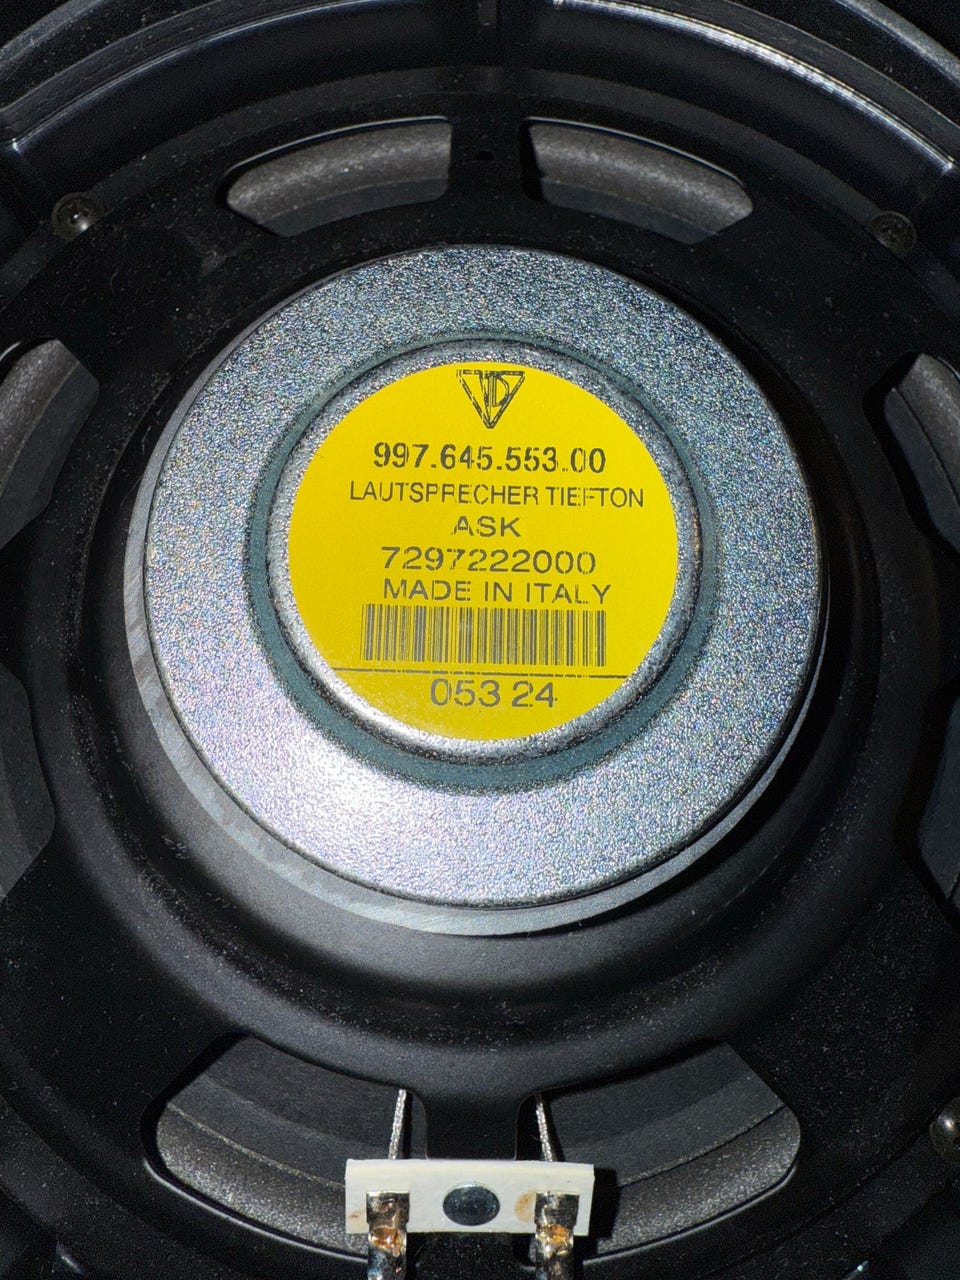 997.645.553.00
LAUTSPRECHER TIEFTON
ASK
7297222000
MADE IN ITALY
053 24